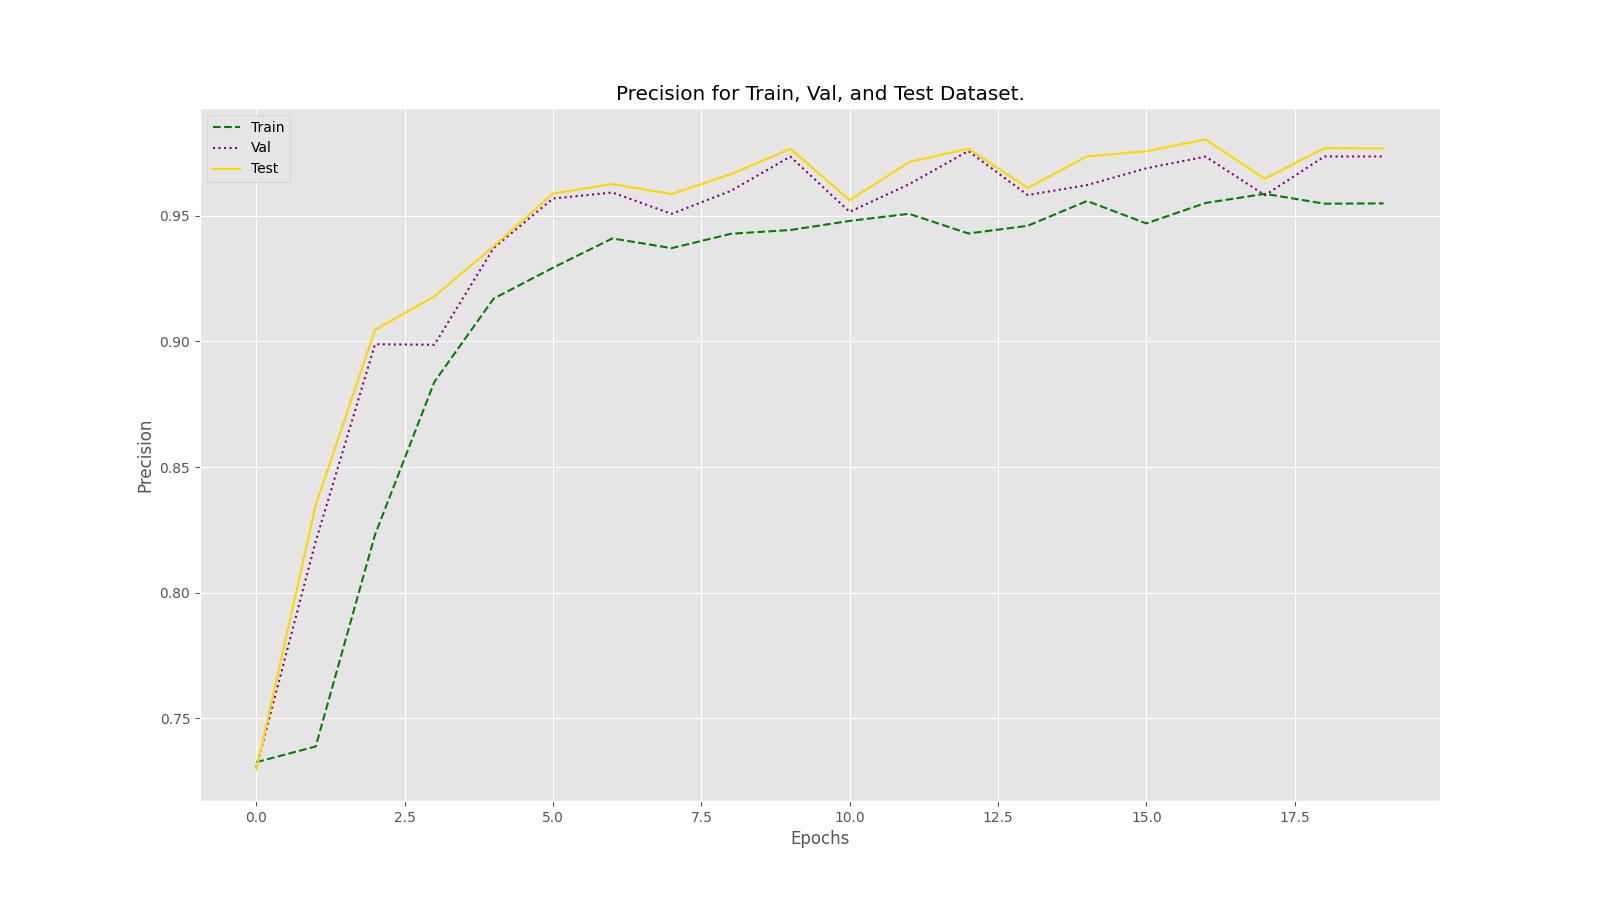 Precision for Train, Val, and Test Dataset.
Train
Val
Test
0.95
0.90
0.85
0.80
0.75
Precision
0.0 2.5 5.0 7.5 10.0 12.5 15.0 17.5
Epochs